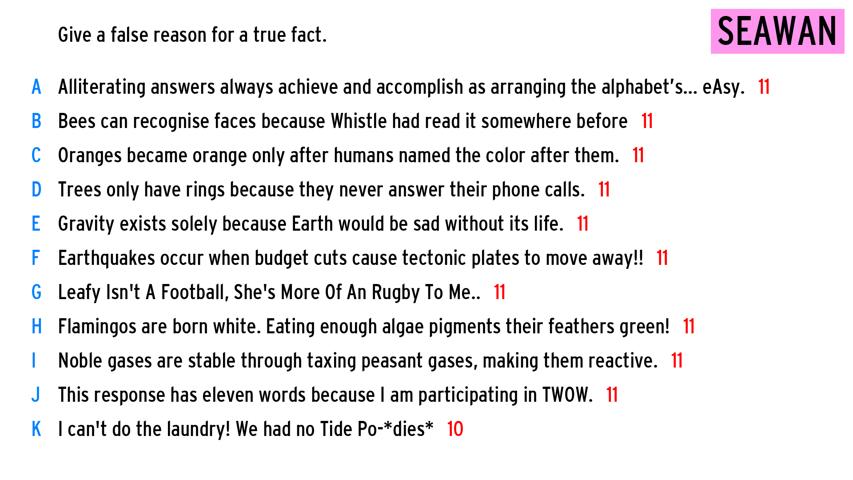 Give a false reason for a true fact.
SEAWAN
A Alliterating answers always achieve and accomplish as arranging the alphabet's... eAsy. 11
B Bees can recognise faces because Whistle had read it somewhere before 11
C Oranges became orange only after humans named the color after them. 11
D Trees only have rings because they never answer their phone calls. 11
E Gravity exists solely because Earth would be sad without its life. 11
F Earthquakes occur when budget cuts cause tectonic plates to move away!! 11
G Leafy Isn't A Football, She's More Of An Rugby To Me.. 11
H Flamingos are born white. Eating enough algae pigments their feathers green! 11
I Noble gases are stable through taxing peasant gases, making them reactive. 11
J This response has eleven words because I am participating in TWOW. 11
K I can't do the laundry! We had no Tide Po-*dies* 10